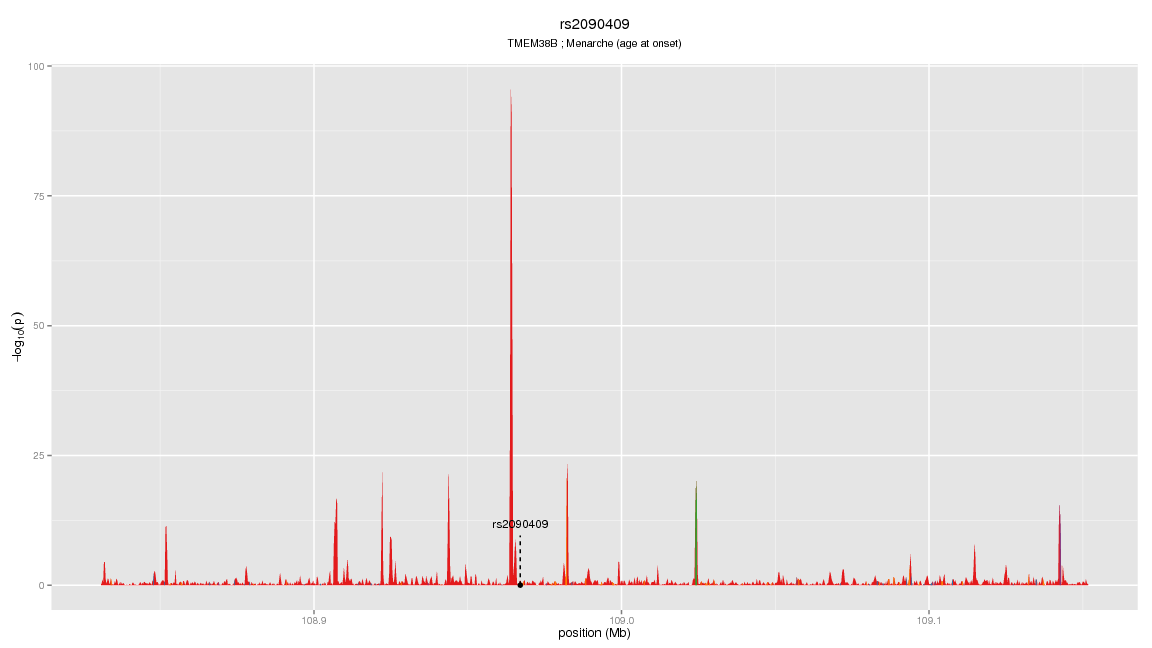 rs2090409
TMEM38B ; Menarche (age at onset)
100
75
50
25
0
−log10(p)
rs2090409
108.9
109.0
109.1
position (Mb)